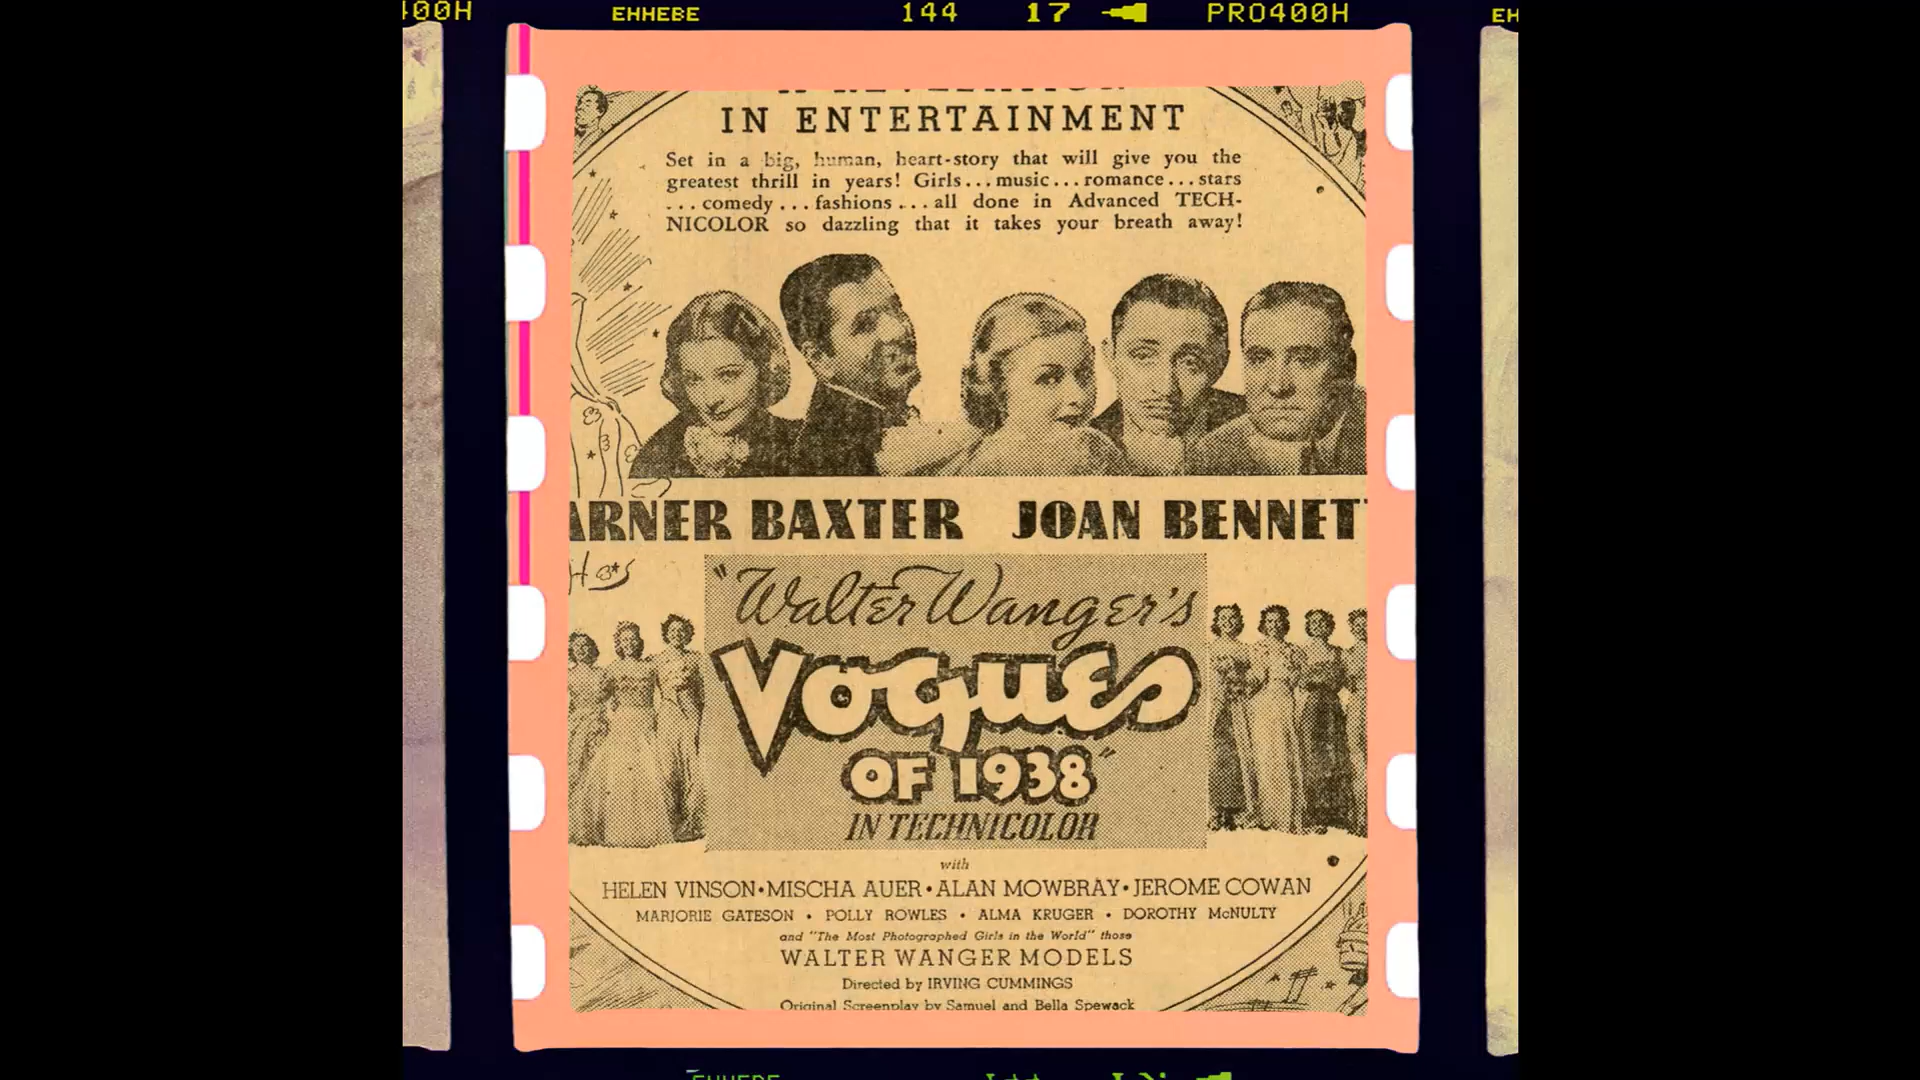 400H EHHEBE 144 17 PRO400H EH
IN ENTERTAINMENT
Set in a big, human, heart-story that will give you the
greatest thrill in years! Girls...music...romance...stars
...comedy...fashions...all done in Advanced TECH-
NICOLOR so dazzling that it takes your breath away!
ARNER BAXTER JOAN BENNET
"Walter Wanger's
VOGUES
OF 1938"
IN TECHNICOLOR
with
HELEN VINSON•MISCHA AUER•ALAN MOWBRAY•JEROME COWAN
MARJORIE GATESON • POLLY ROWLES • ALMA KRUGER • DOROTHY McNULTY
and "The Most Photographed Girls in the World" those
WALTER WANGER MODELS
Directed by IRVING CUMMINGS
Original Screenplay by Samuel and Bella Spewack